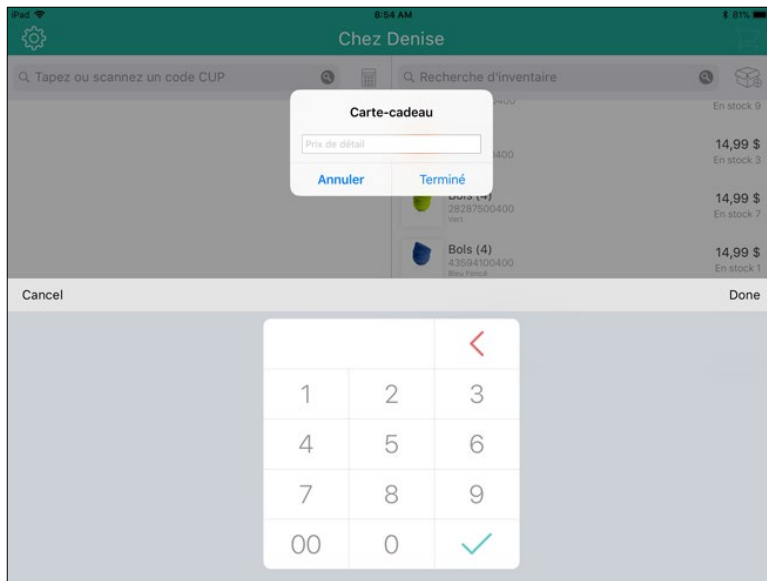 iPad
8:54 AM
81%
Chez Denise
Tapez ou scannez un code CUP
Recherche d'inventaire
En stock 9
Carte-cadeau
Prix de détail
Annuler
Terminé
14,99 $
En stock 3
Bols (4)
28287500400
Vert
14,99 $
En stock 7
Bols (4)
43594100400
Bleu Foncé
14,99 $
En stock 1
Cancel
Done
1
2
3
4
5
6
7
8
9
00
0